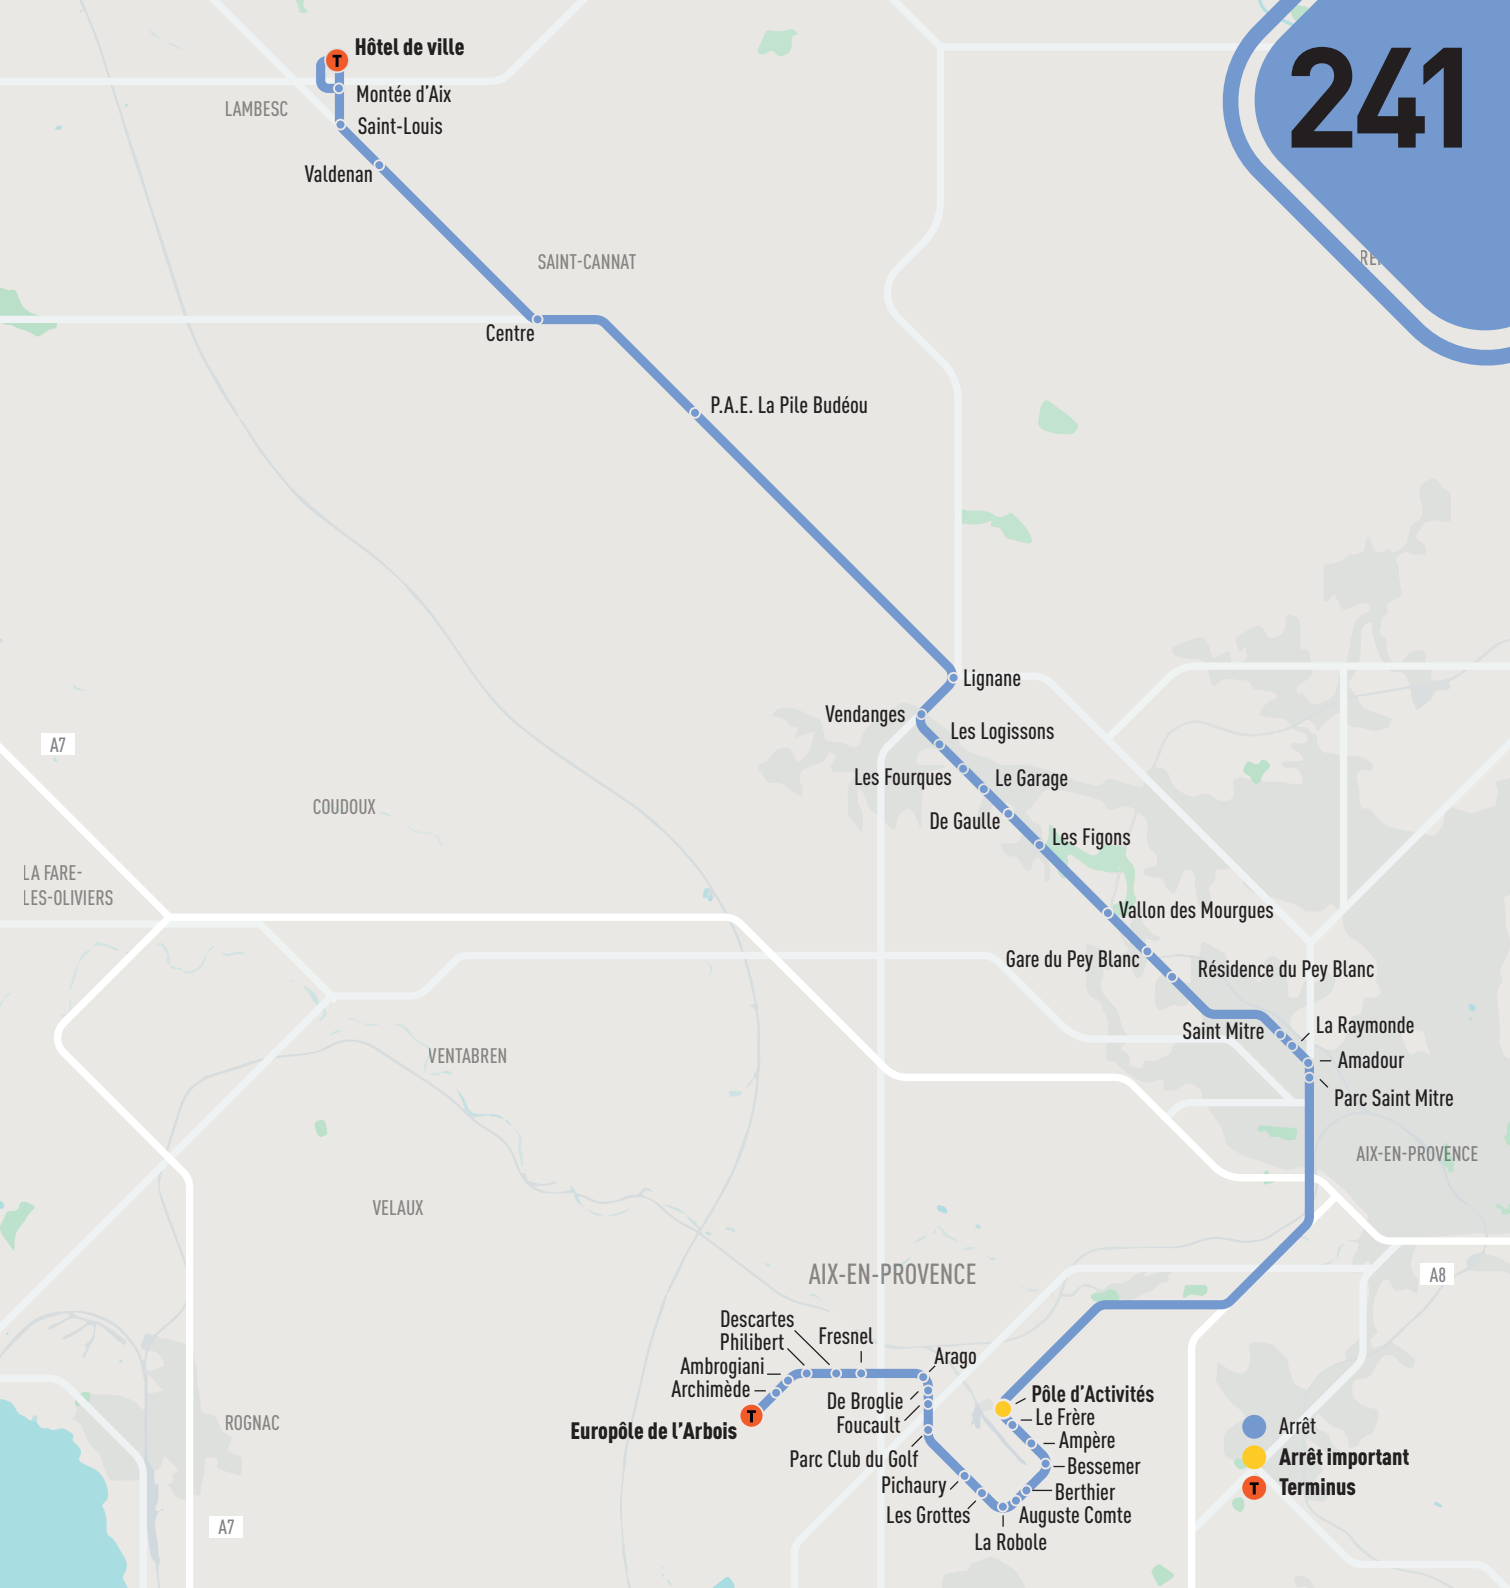 241
Hôtel de ville
Montée d'Aix
LAMBESC
Saint-Louis
Valdenan
SAINT-CANNAT
Centre
P.A.E. La Pile Budéou
Lignane
Vendanges
Les Logissons
A7
Les Fourques
Le Garage
COUDOUX
De Gaulle
Les Figons
LA FARE-
LES-OLIVIERS
Vallon des Mourgues
Gare du Pey Blanc
Résidence du Pey Blanc
Saint Mitre
La Raymonde
VENTABREN
Amadour
Parc Saint Mitre
AIX-EN-PROVENCE
VELAUX
AIX-EN-PROVENCE
A8
Descartes
Philibert
Fresnel
Ambrogiani
Arago
Archimède
De Broglie
Pôle d'Activités
Foucault
Le Frère
Europôle de l'Arbois
T
Ampère
Parc Club du Golf
Bessemer
Pichaury
Berthier
Les Grottes
Auguste Comte
La Robole
ROGNAC
A7
Arrêt
Arrêt important
T
Terminus
T